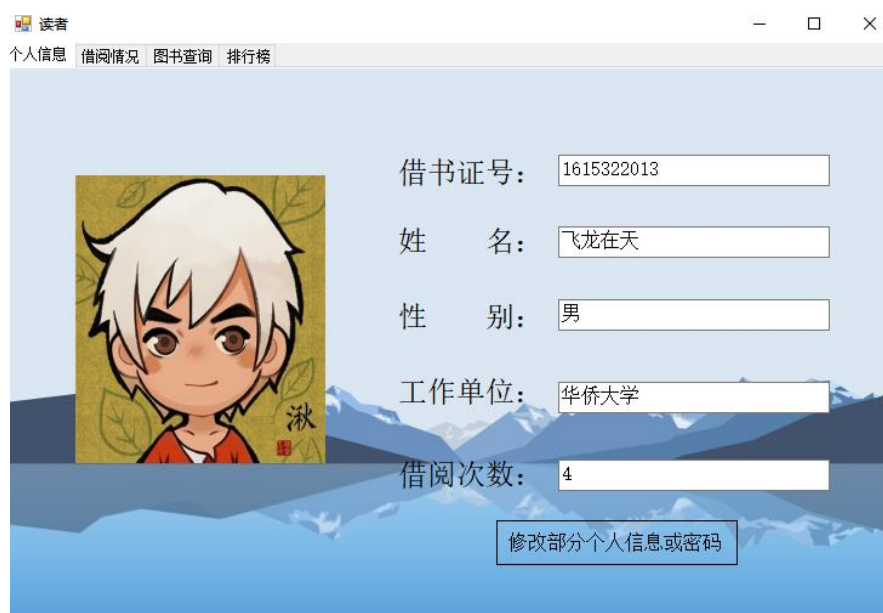 读者
个人信息 借阅情况 图书查询 排行榜
借书证号： 1615322013
姓 名： 飞龙在天
性 别： 男
工作单位： 华侨大学
湫
借阅次数： 4
修改部分个人信息或密码